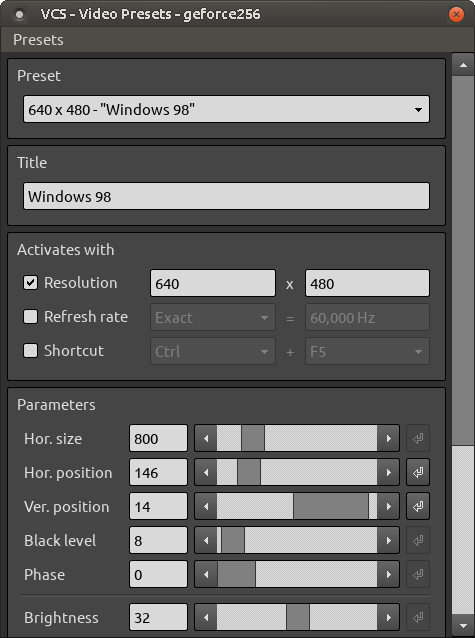 VCS - Video Presets - geforce256
Presets
Preset
640 x 480 - "Windows 98"
Title
Windows 98
Activates with
Resolution 640 x 480
Refresh rate Exact = 60,000 Hz
Shortcut Ctrl + F5
Parameters
Hor. size 800
Hor. position 146
Ver. position 14
Black level 8
Phase 0
Brightness 32